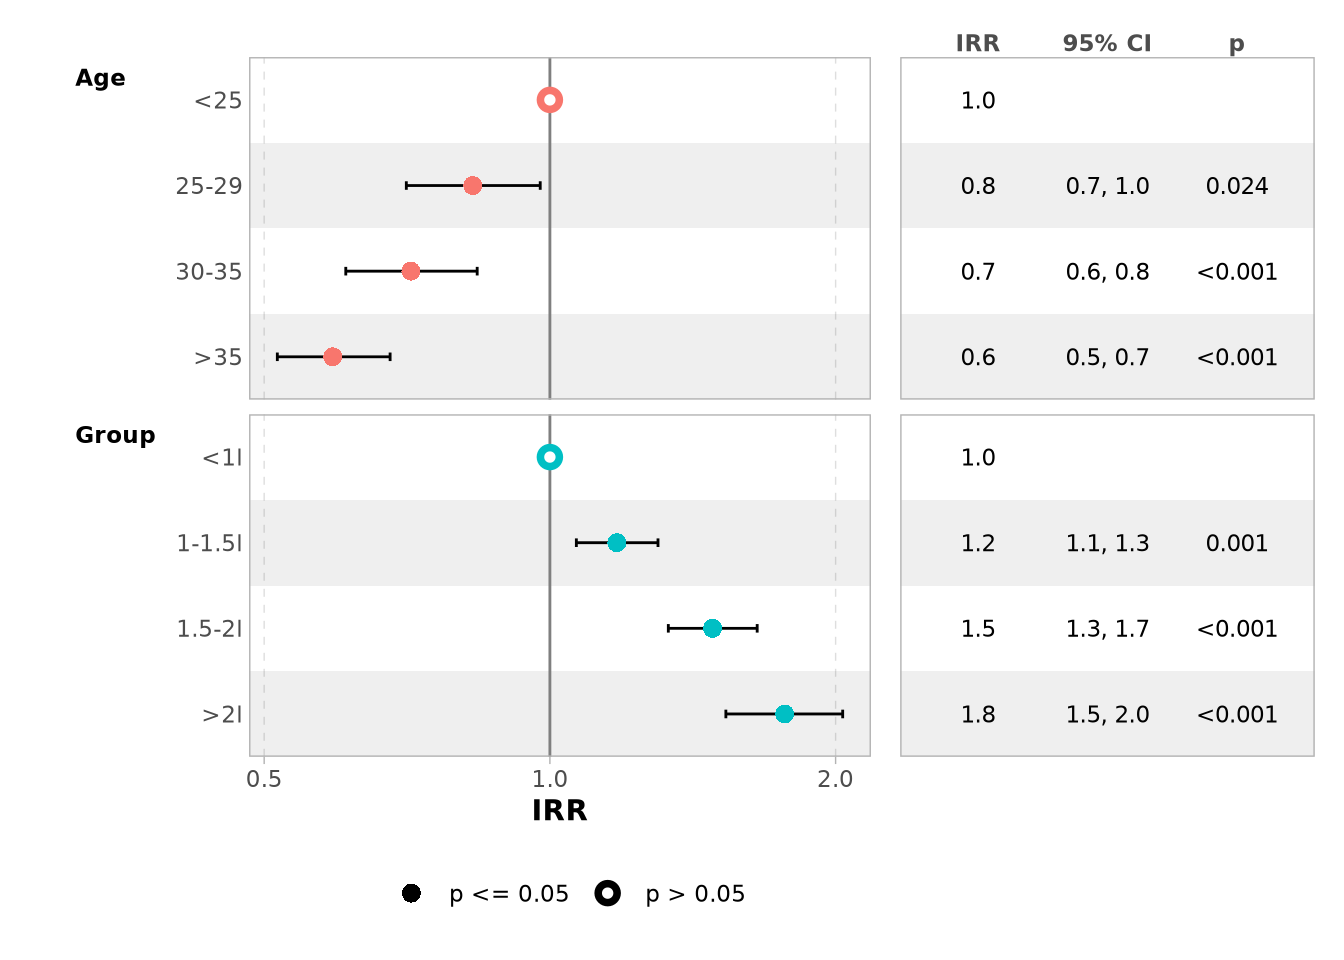 IRR 95% CI p
Age
<25 1.0
25-29 0.8 0.7, 1.0 0.024
30-35 0.7 0.6, 0.8 <0.001
>35 0.6 0.5, 0.7 <0.001
Group
<1l 1.0
1-1.5l 1.2 1.1, 1.3 0.001
1.5-2l 1.5 1.3, 1.7 <0.001
>2l 1.8 1.5, 2.0 <0.001
0.5 1.0 2.0
IRR
p <= 0.05 p > 0.05